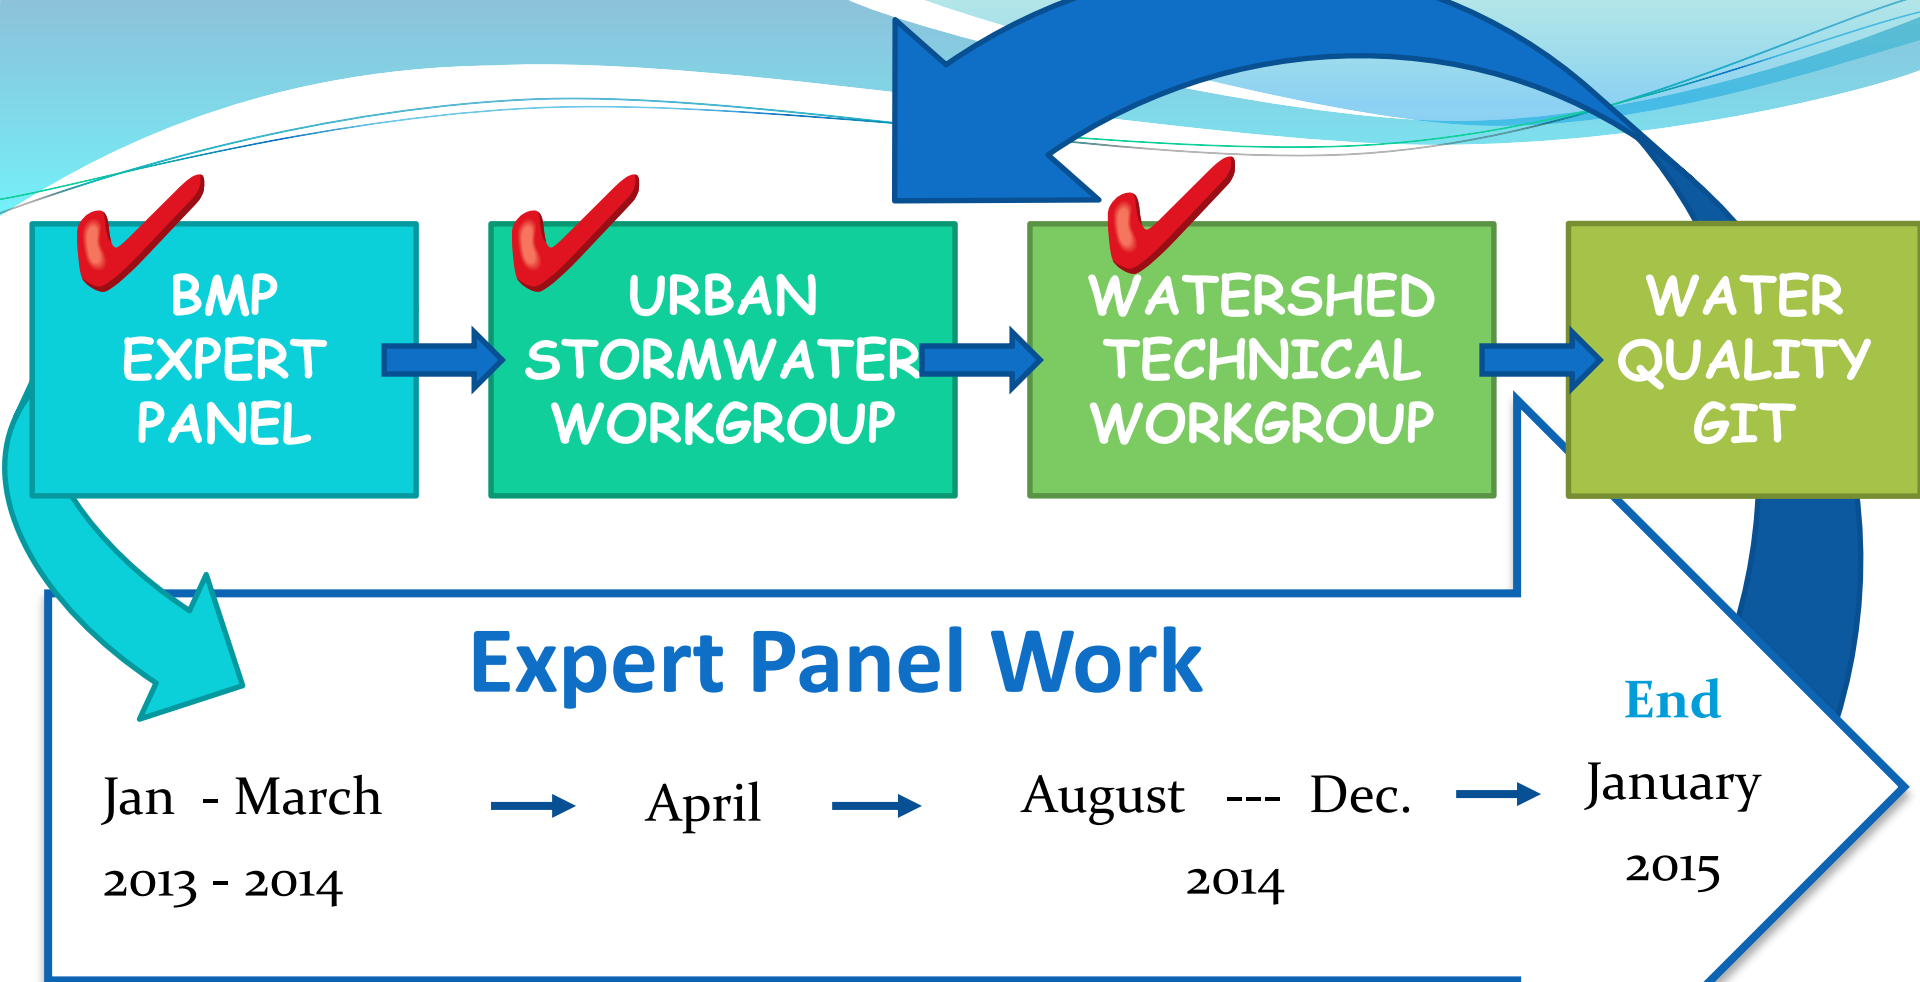 BMP
EXPERT
PANEL
URBAN
STORMWATER
WORKGROUP
WATERSHED
TECHNICAL
WORKGROUP
WATER
QUALITY
GIT
Expert Panel Work
End
Jan - March
2013 - 2014
April
August --- Dec.
2014
January
2015